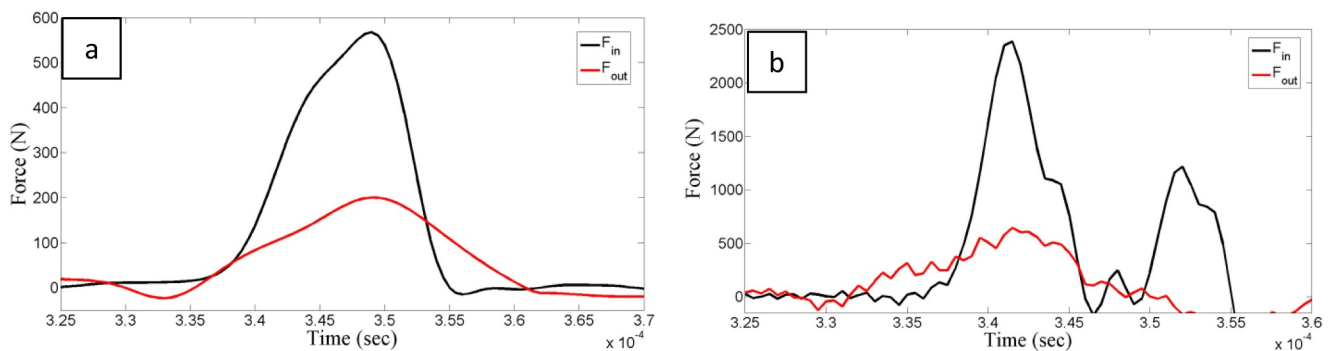 600
500
400
300
200
100
0
Force (N)
a
F_in
F_out
3.25 3.3 3.35 3.4 3.45 3.5 3.55 3.6 3.65 3.7
Time (sec)
x 10^-4
2500
2000
1500
1000
500
0
Force (N)
b
F_in
F_out
3.25 3.3 3.35 3.4 3.45 3.5 3.55 3.6
Time (sec)
x 10^-4